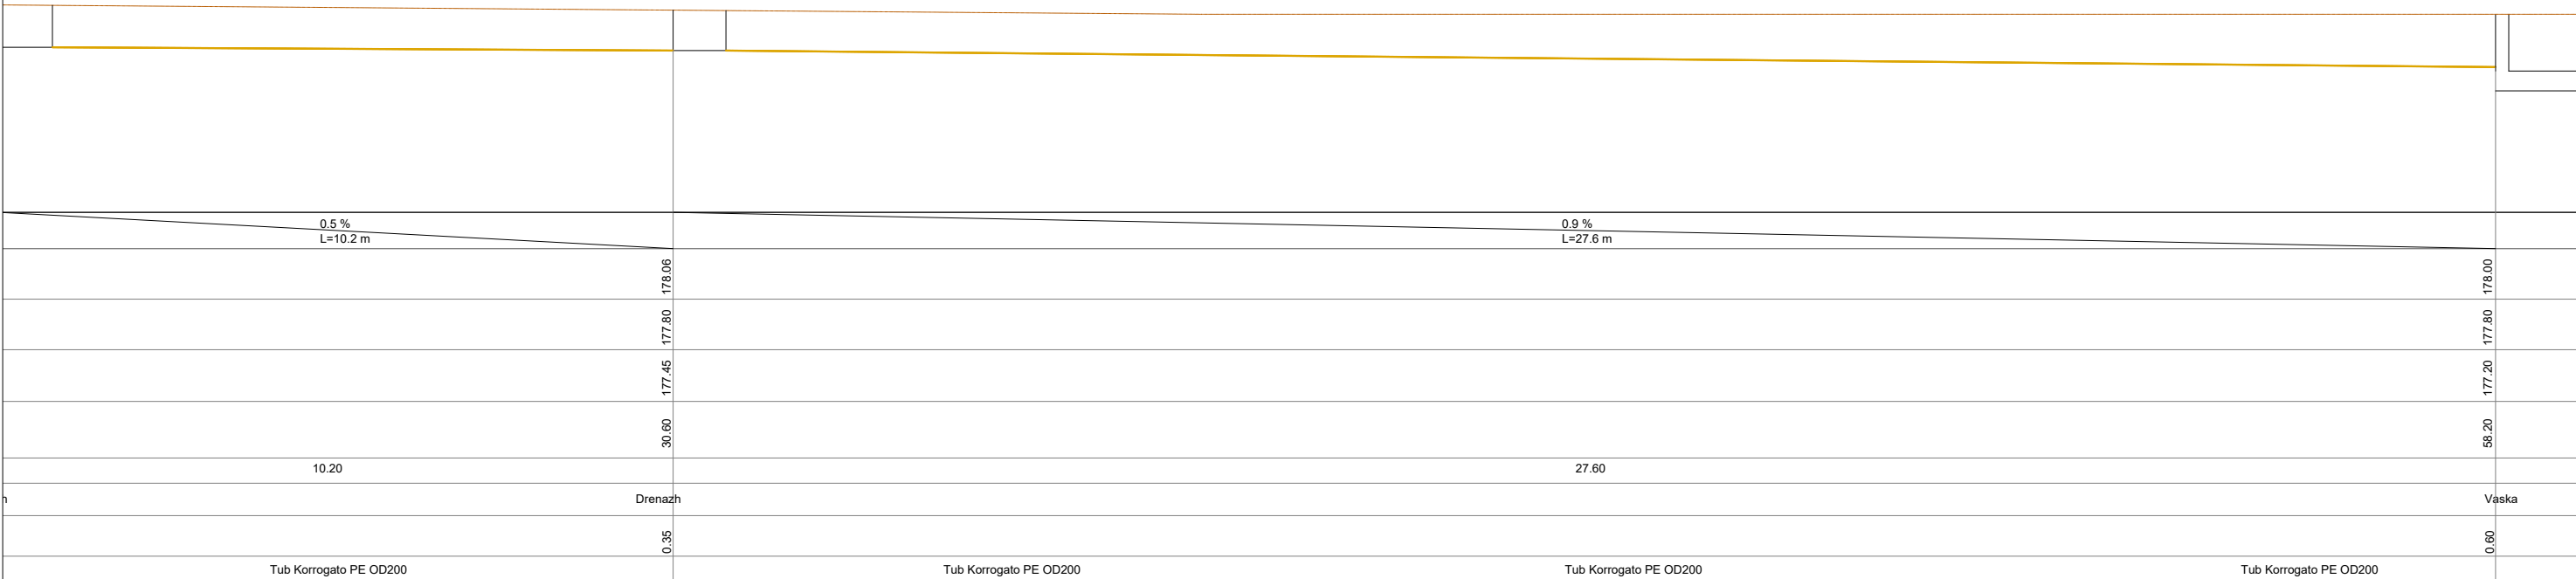 0.5 %
L=10.2 m
0.9 %
L=27.6 m
178.06
178.00
177.80
177.80
177.45
177.20
30.60
58.20
10.20
27.60
h
Drenazh
Vaska
0.35
0.60
Tub Korrogato PE OD200
Tub Korrogato PE OD200
Tub Korrogato PE OD200
Tub Korrogato PE OD200